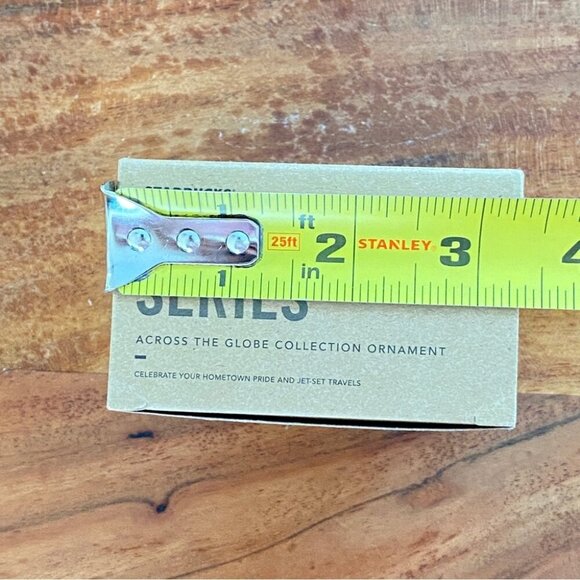 STARBUCKS®
1 ft
25ft 2 STANLEY 3 4
in
1
SERIES
ACROSS THE GLOBE COLLECTION ORNAMENT
CELEBRATE YOUR HOMETOWN PRIDE AND JET-SET TRAVELS